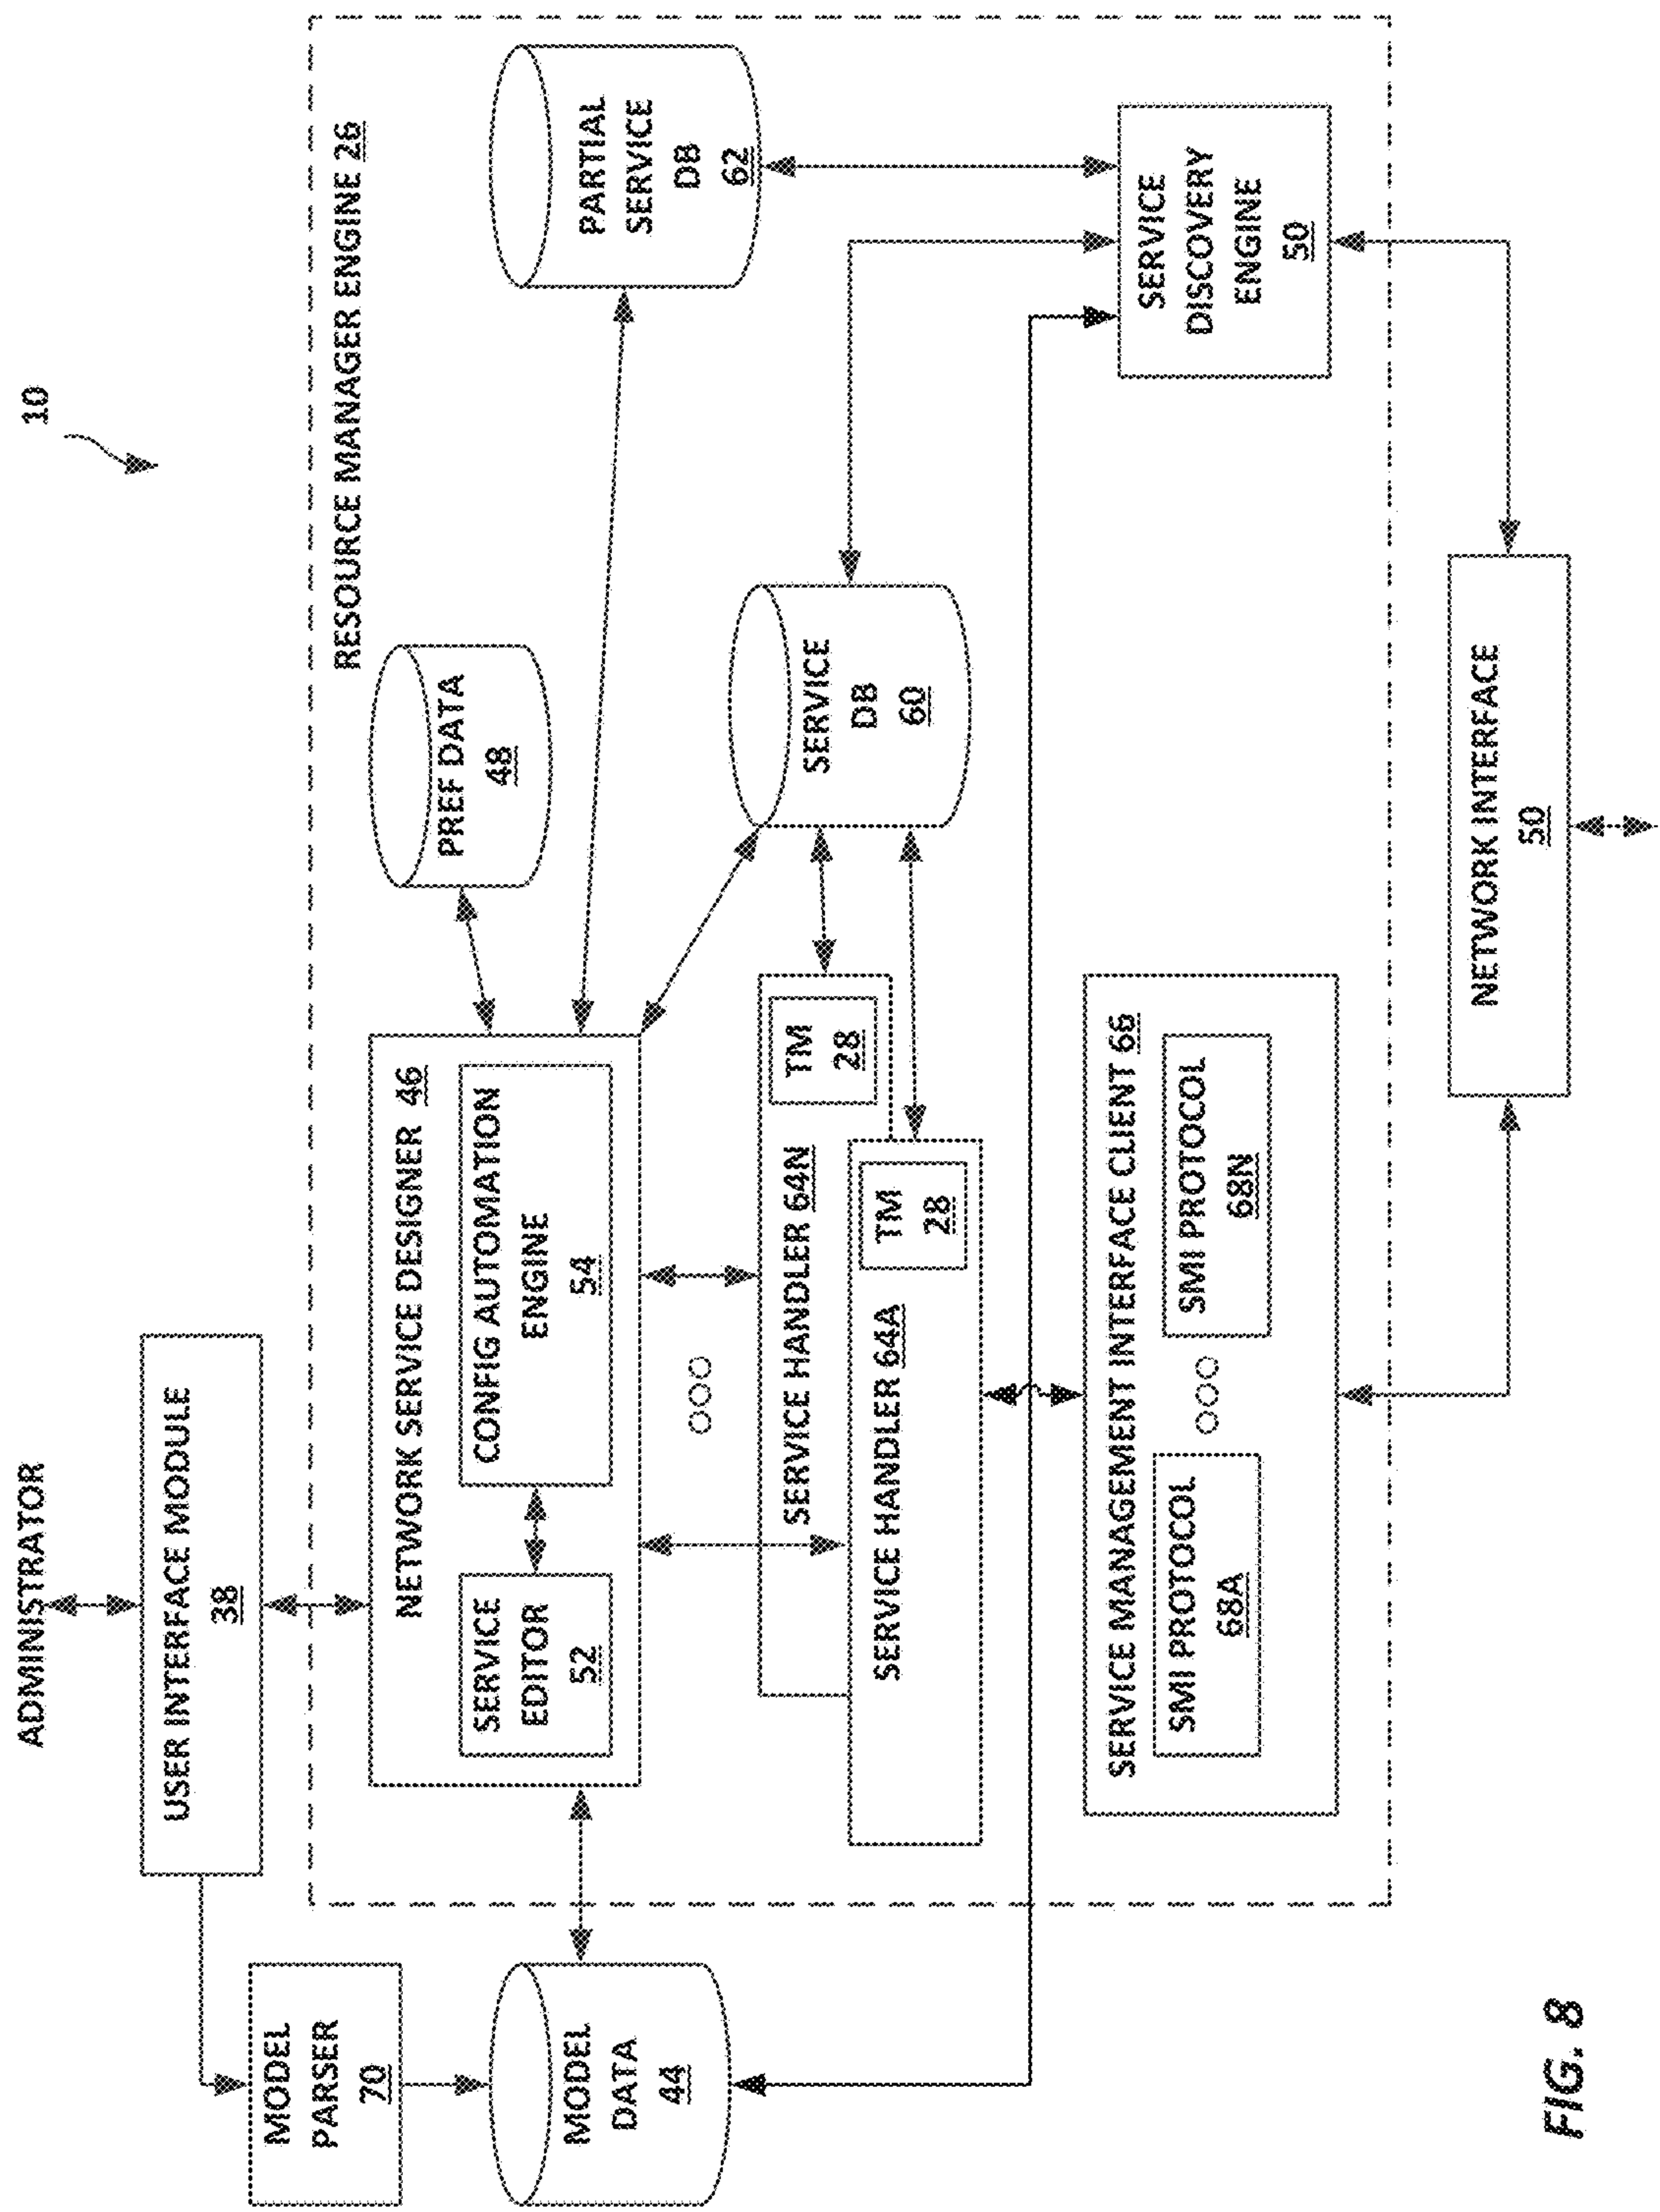 10
ADMINISTRATOR
USER INTERFACE MODULE
38
RESOURCE MANAGER ENGINE 26
MODEL
PARSER
70
MODEL
DATA
44
NETWORK SERVICE DESIGNER 46
SERVICE
EDITOR
52
CONFIG AUTOMATION
ENGINE
54
PREF DATA
48
PARTIAL
SERVICE
DB
62
SERVICE HANDLER 64N
TM
28
SERVICE HANDLER 64A
TM
28
SERVICE
DB
60
SERVICE MANAGEMENT INTERFACE CLIENT 66
SMI PROTOCOL
68A
SMI PROTOCOL
68N
SERVICE
DISCOVERY
ENGINE
50
NETWORK INTERFACE
50
FIG. 8